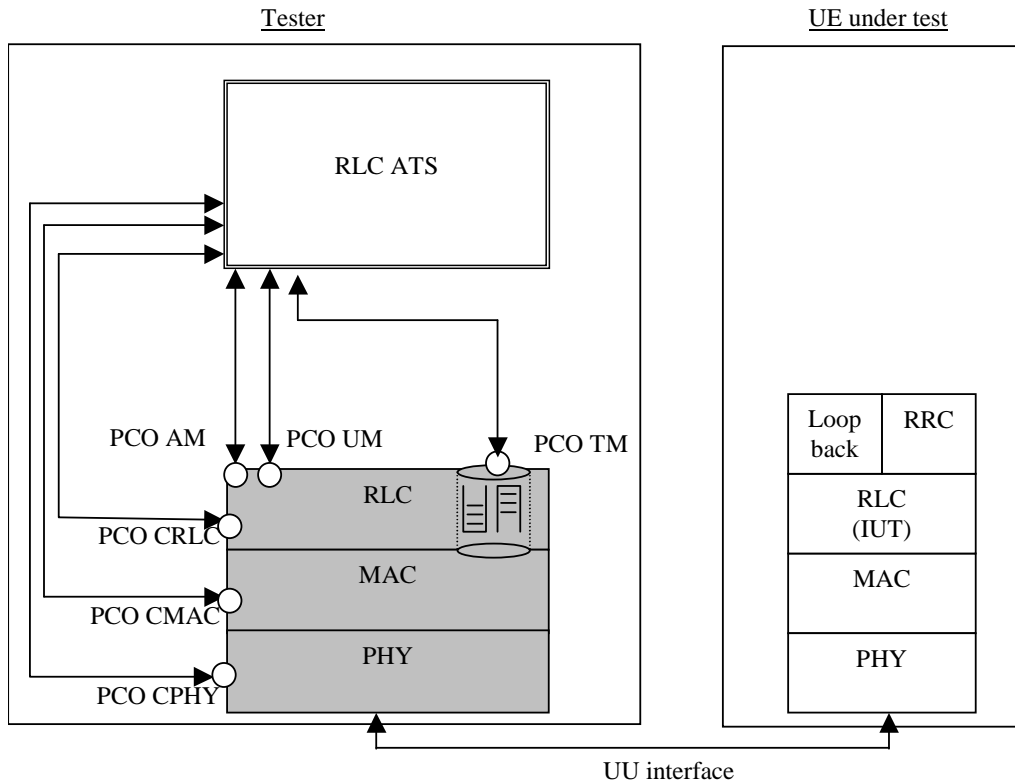 Tester
UE under test
RLC ATS
PCO AM
PCO UM
PCO TM
Loop
back
RRC
RLC
RLC
(IUT)
PCO CRLC
MAC
MAC
PCO CMAC
PHY
PHY
PCO CPHY
UU interface